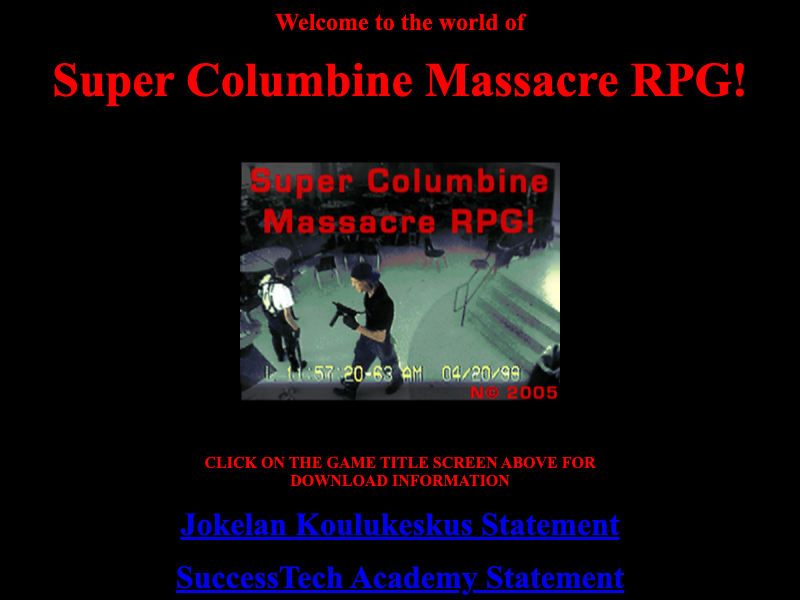 Welcome to the world of
Super Columbine Massacre RPG!
Super Columbine
Massacre RPG!
11:57:20-63 AM 04/20/99
N© 2005
CLICK ON THE GAME TITLE SCREEN ABOVE FOR
DOWNLOAD INFORMATION
Jokelan Koulukeskus Statement
SuccessTech Academy Statement